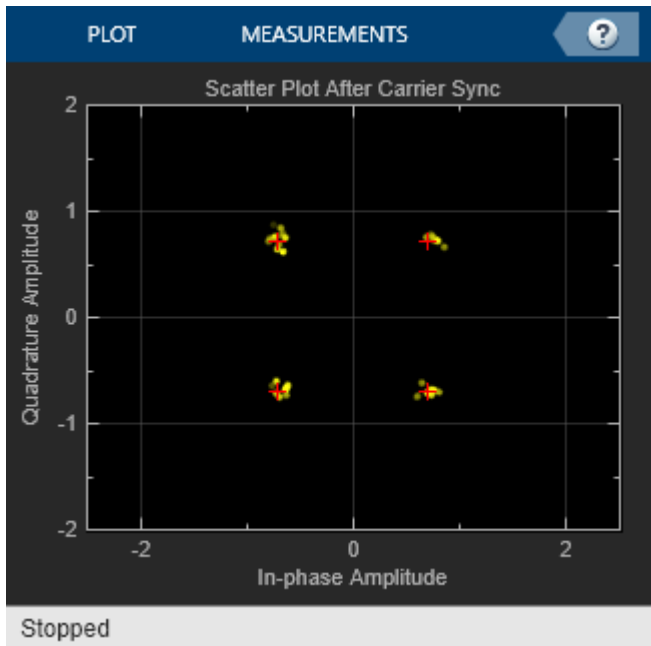 PLOT MEASUREMENTS ?
Scatter Plot After Carrier Sync
2
1
0
-1
-2
Quadrature Amplitude
-2 0 2
In-phase Amplitude
Stopped